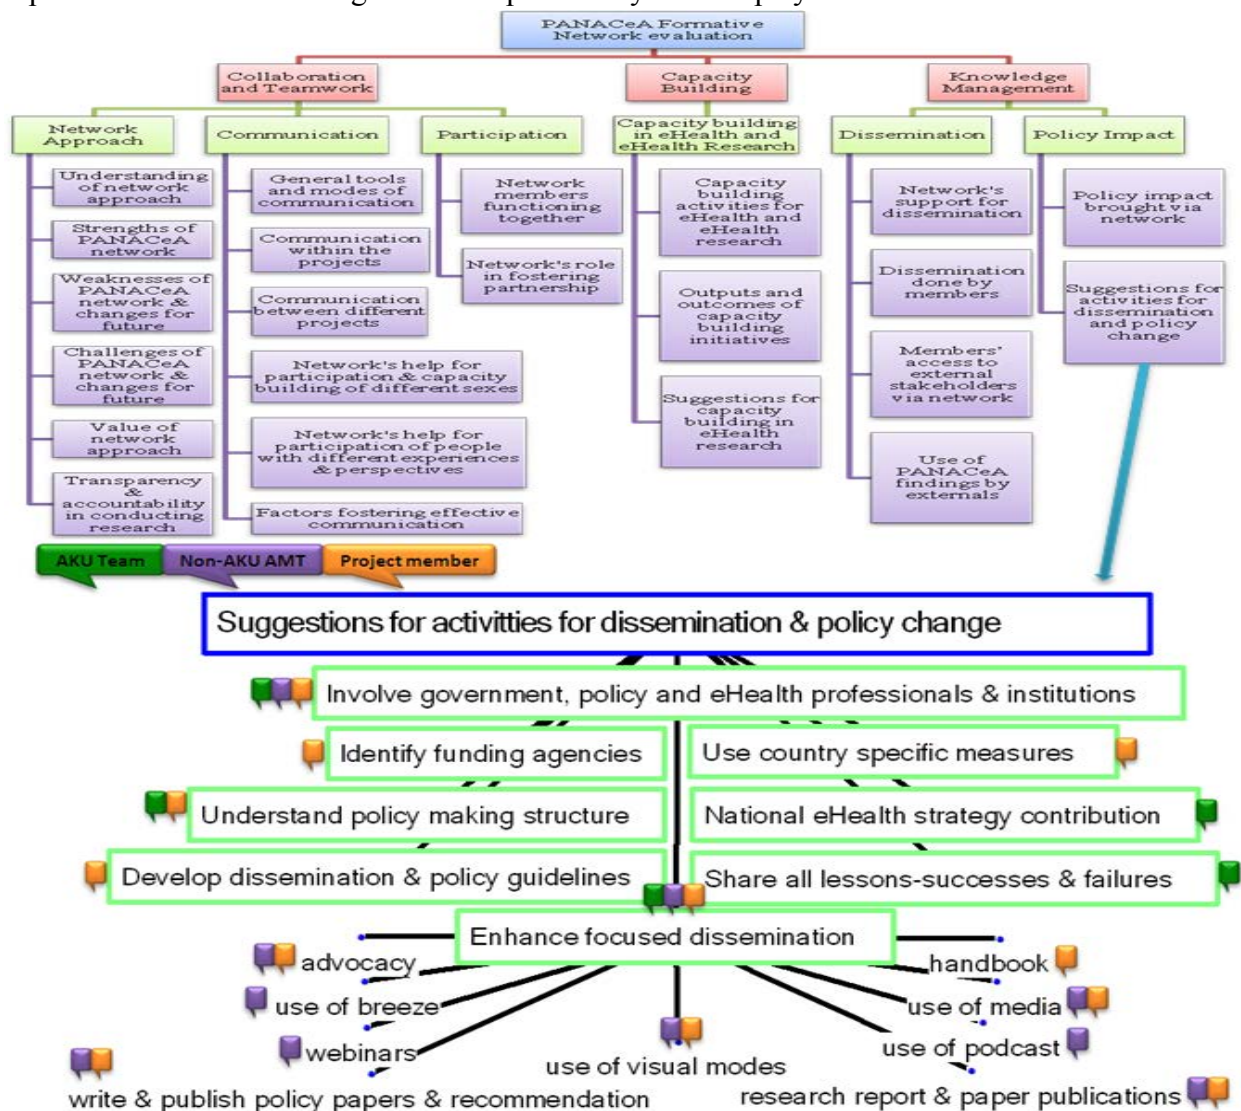 PANACeA Formative
Network evaluation
Collaboration
and Teamwork
Capacity
Building
Knowledge
Management
Network
Approach
Communication
Participation
Capacity building
in eHealth and
eHealth Research
Dissemination
Policy Impact
Understanding
of network
approach
Strengths of
PANACeA
network
Weaknesses of
PANACeA
network &
changes for
future
Challenges of
PANACeA
network &
changes for
future
Value of
network
approach
Transparency
&
accountability
in conducting
research
General tools
and modes of
communication
Communication
within the
projects
Communication
between different
projects
Network's help for
participation & capacity
building of different sexes
Network's help for
participation of people
with different experiences
& perspectives
Factors fostering effective
communication
Network
members
functioning
together
Network's role
in fostering
partnership
Capacity
building
activities for
eHealth and
eHealth
research
Outputs and
outcomes of
capacity
building
initiatives
Suggestions for
capacity
building in
eHealth
research
Network's
support for
dissemination
Dissemination
done by
members
Members'
access to
external
stakeholders
via network
Use of
PANACeA
findings by
externals
Policy impact
brought via
network
Suggestions for
activities for
dissemination
and policy
change
AKU Team
Non-AKU AMT
Project member
Suggestions for activitties for dissemination & policy change
Involve government, policy and eHealth professionals & institutions
Identify funding agencies
Use country specific measures
Understand policy making structure
National eHealth strategy contribution
Develop dissemination & policy guidelines
Share all lessons-successes & failures
Enhance focused dissemination
advocacy
handbook
use of breeze
use of media
webinars
use of podcast
use of visual modes
write & publish policy papers & recommendation
research report & paper publications